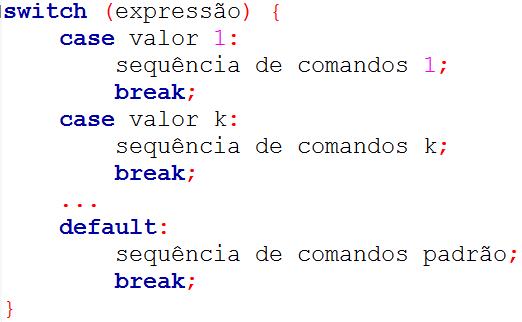 switch (expressão) {
case valor 1:
sequência de comandos 1;
break;
case valor k:
sequência de comandos k;
break;
...
default:
sequência de comandos padrão;
break;
}